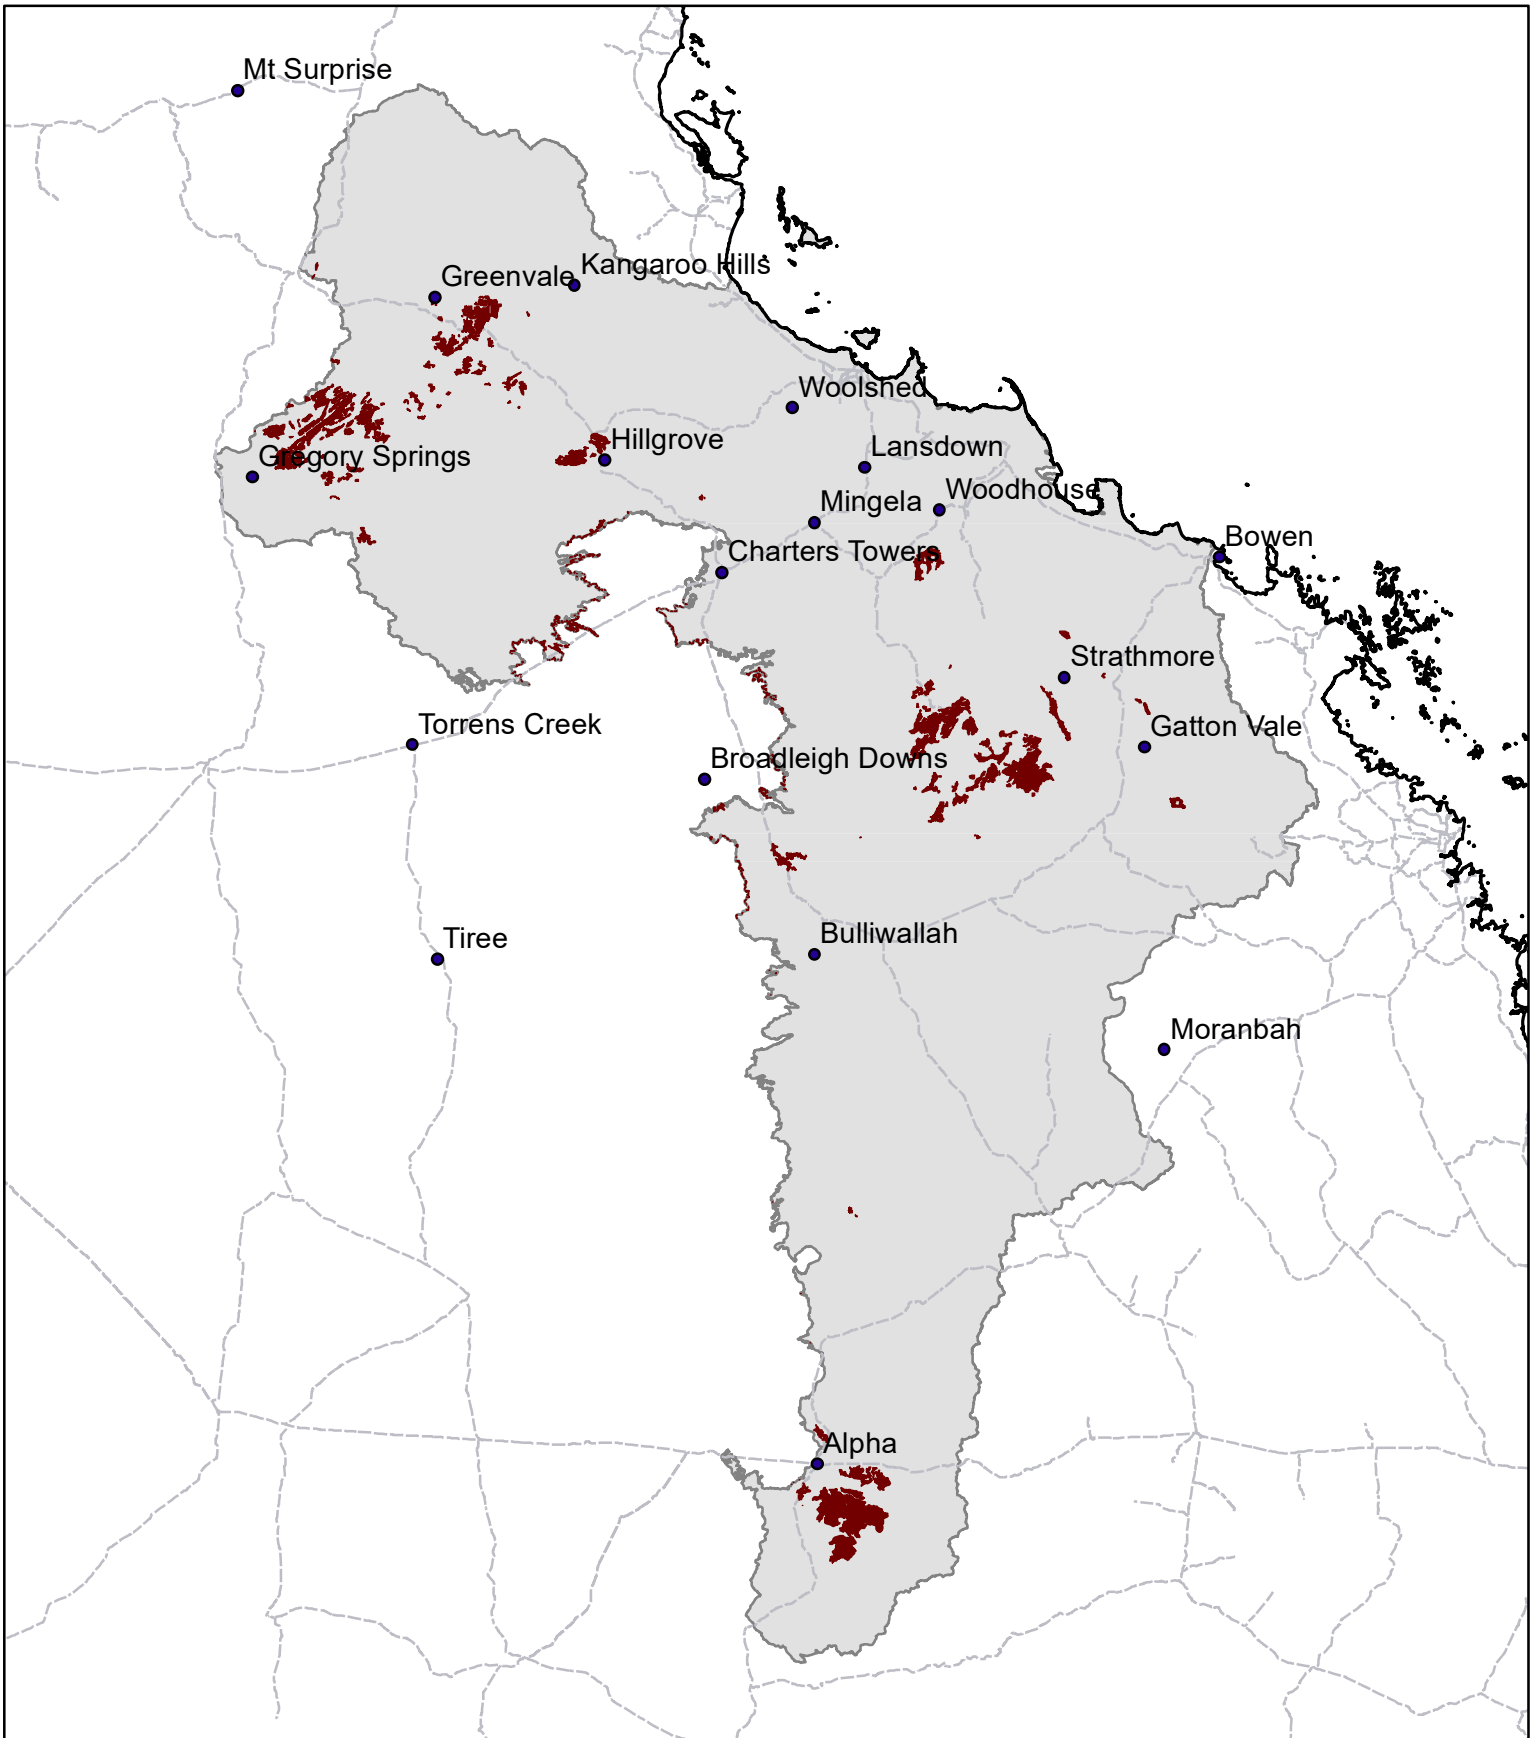 Mt Surprise
Kangaroo Hills
Greenvale
Woolshed
Hillgrove
Lansdown
Gregory Springs
Woodhouse
Mingela
Bowen
Charters Towers
Strathmore
Torrens Creek
Gatton Vale
Broadleigh Downs
Bulliwallah
Tiree
Moranbah
Alpha